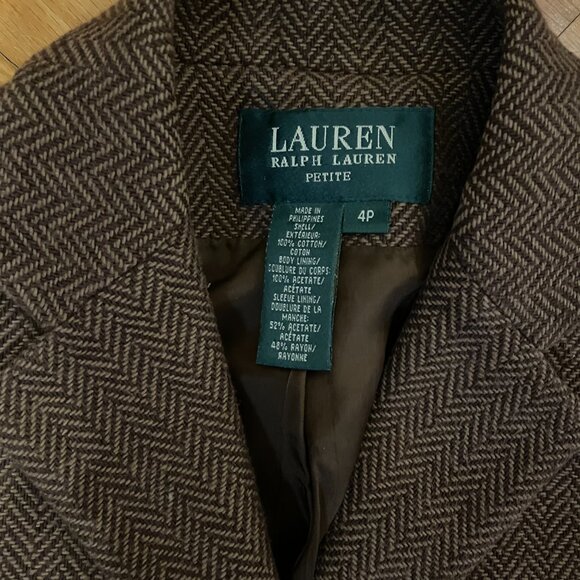 LAUREN
RALPH LAUREN
PETITE
4P
MADE IN
PHILIPPINES
SHELL/
EXTÉRIEUR:
100% COTTON/
COTON
BODY LINING/
DOUBLURE DU CORPS:
100% ACETATE/
ACÉTATE
SLEEVE LINING/
DOUBLURE DE LA
MANCHE:
52% ACETATE/
ACÉTATE
48% RAYON/
RAYONNE